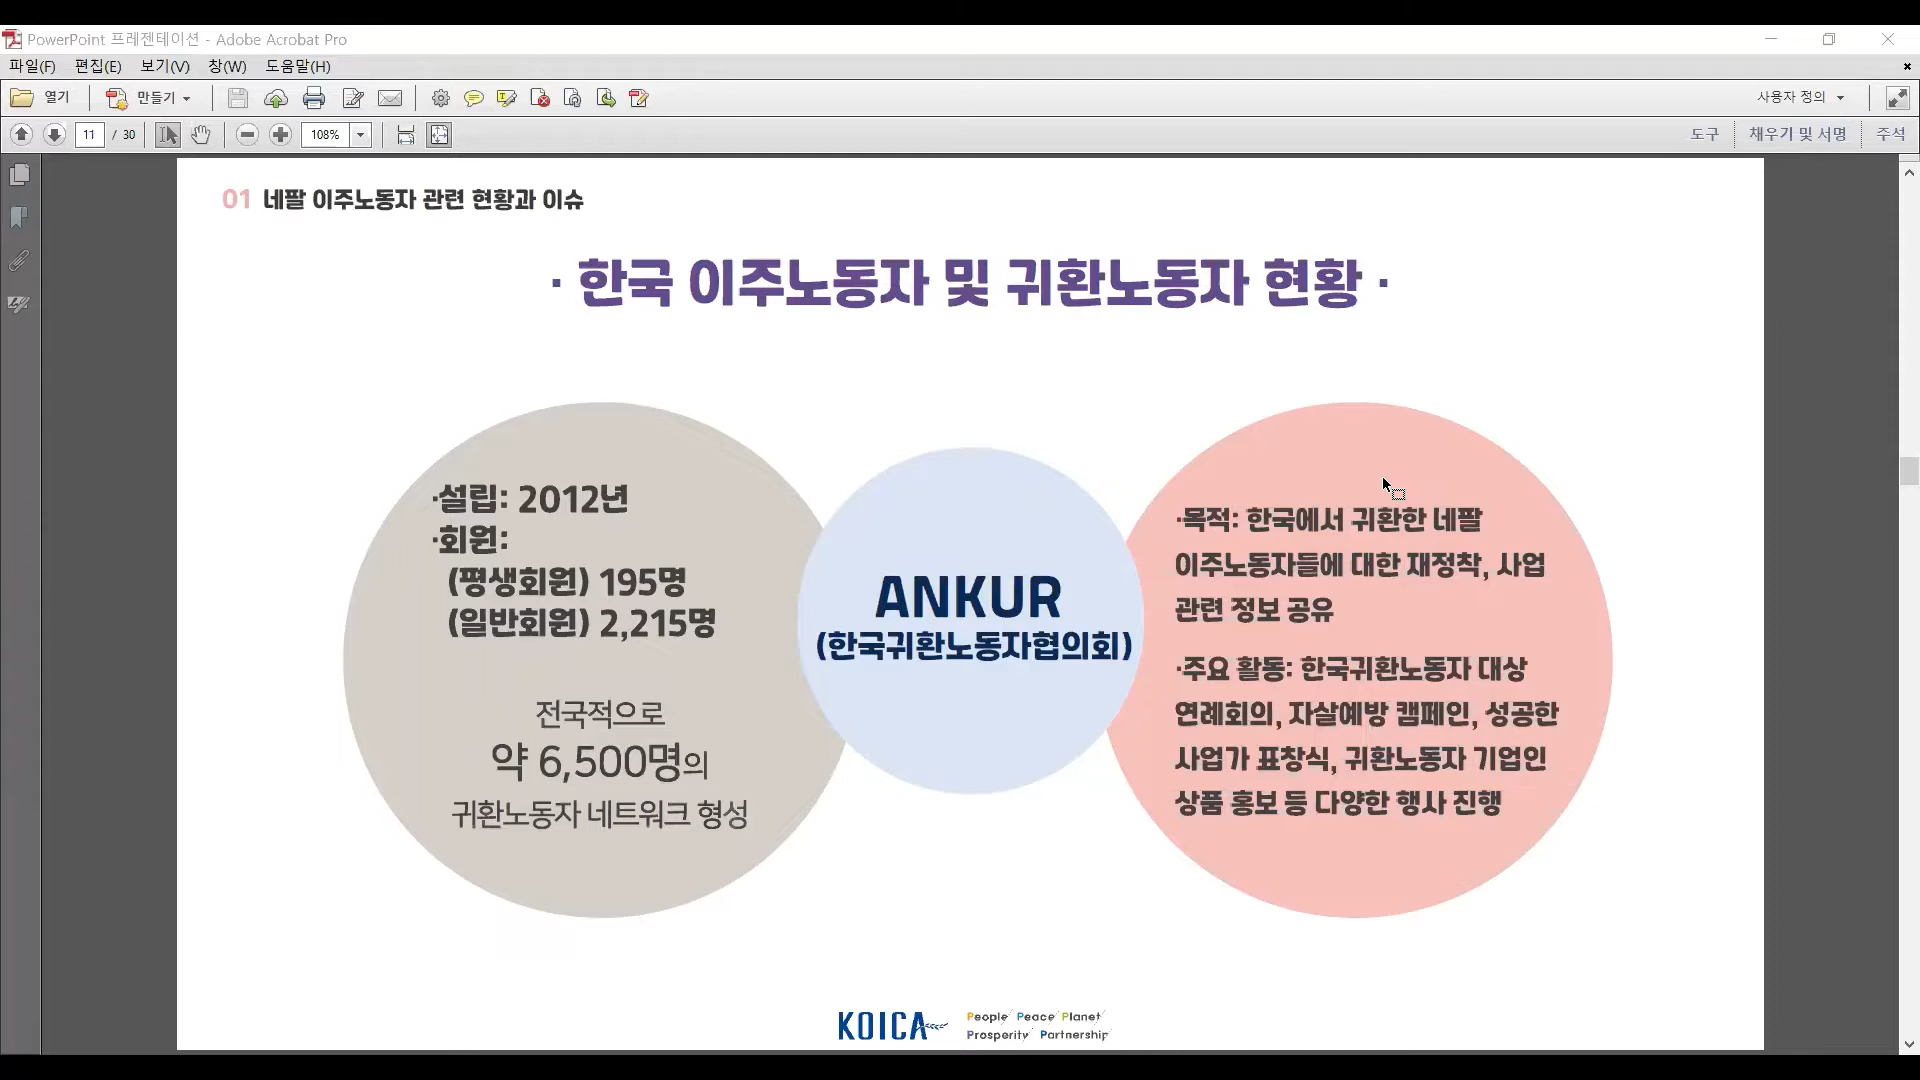 PowerPoint 프레젠테이션 - Adobe Acrobat Pro
파일(F) 편집(E) 보기(V) 창(W) 도움말(H)
열기 만들기 사용자 정의
11 / 30 108% 도구 채우기 및 서명 주석
01 네팔 이주노동자 관련 현황과 이슈
· 한국 이주노동자 및 귀환노동자 현황 ·
·설립: 2012년
·회원:
(평생회원) 195명
(일반회원) 2,215명
전국적으로
약 6,500명의
귀환노동자 네트워크 형성
ANKUR
(한국귀환노동자협의회)
·목적: 한국에서 귀환한 네팔
이주노동자들에 대한 재정착, 사업
관련 정보 공유
·주요 활동: 한국귀환노동자 대상
연례회의, 자살예방 캠페인, 성공한
사업가 표창식, 귀환노동자 기업인
상품 홍보 등 다양한 행사 진행
KOICA
People Peace Planet
Prosperity Partnership